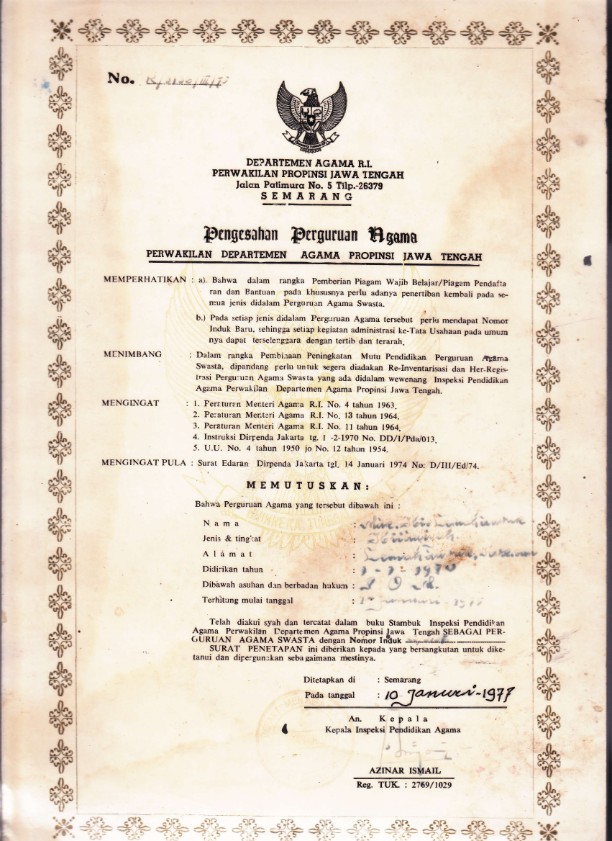 No.
DEPARTEMEN AGAMA R.I.
PERWAKILAN PROPINSI JAWA TENGAH
Jalan Patimura No. 5 Tilp.-26379
SEMARANG
Pengesahan Perguruan Agama
PERWAKILAN DEPARTEMEN AGAMA PROPINSI JAWA TENGAH
MEMPERHATIKAN : a). Bahwa dalam rangka Pemberian Piagam Wajib Belajar/Piagam Pendafta
ran dan Bantuan pada khususnya perlu adanya penertiban kembali pada se-
mua jenis didalam Perguruan Agama Swasta.
b.) Pada setiap jenis didalam Perguruan Agama tersebut perlu mendapat Nomor
Induk Baru, sehingga setiap kegiatan administrasi ke-Tata Usahaan pada umum
nya dapat terselenggara dengan tertib dan terarah.
MENIMBANG : Dalam rangka Pembinaan Peningkatan Mutu Pendidikan Perguruan Agama
Swasta, dipandang perlu untuk segera diadakan Re-Inventarisasi dan Her-Regis-
trasi Perguruan Agama Swasta yang ada didalam wewenang Inspeksi Pendidikan
Agama Perwakilan Departemen Agama Propinsi Jawa Tengah.
MENGINGAT : 1. Peraturan Menteri Agama R.I. No. 4 tahun 1963.
2. Peraturan Menteri Agama R.I. No. 13 tahun 1964.
3. Peraturan Menteri Agama R.I. No. 11 tahun 1964.
4. Instruksi Dirpenda Jakarta tg. 1 -2-1970 No. DD/I/Pda/013.
5. U.U. No. 4 tahun 1950 jo No. 12 tahun 1954.
MENGINGAT PULA : Surat Edaran Dirpenda Jakarta tgl. 14 Januari 1974 No: D/III/Ed/74.
MEMUTUSKAN :
Bahwa Perguruan Agama yang tersebut dibawah ini :
Nama :
Jenis & tingkat :
Alamat :
Didirikan tahun :
Dibawah asuhan dan berbadan hukum :
Terhitung mulai tanggal :
Telah diakui syah dan tercatat dalam buku Stambuk Inspeksi Pendidikan
Agama Perwakilan Departemen Agama Propinsi Jawa Tengah SEBAGAI PER-
GURUAN AGAMA SWASTA dengan Nomor Induk
SURAT PENETAPAN ini diberikan kepada yang bersangkutan untuk dike-
tahui dan dipergunakan sebagaimana mestinya.
Ditetapkan di : Semarang
Pada tanggal : 10 Januari-1977
An. Kepala
Kepala Inspeksi Pendidikan Agama
AZINAR ISMAIL
Reg. TUK. : 2769/1029